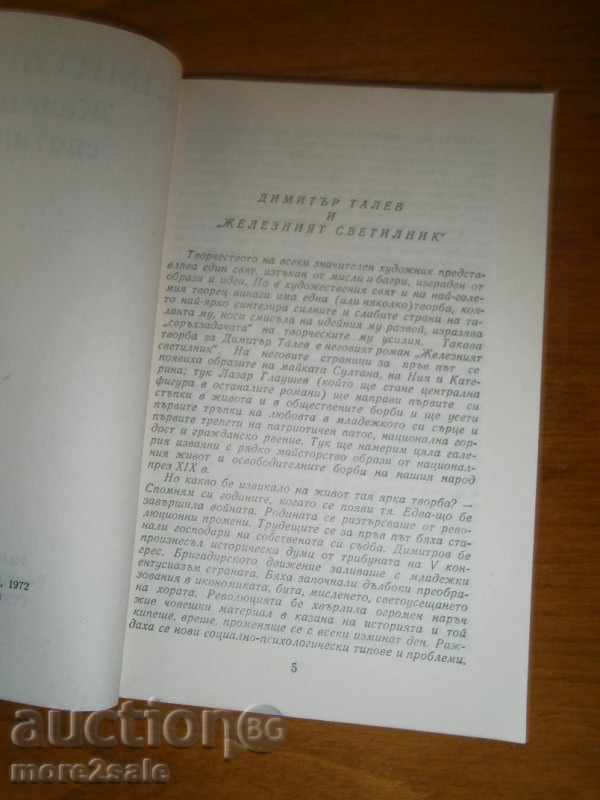 ДИМИТЪР ТАЛЕВ
И
„ЖЕЛЕЗНИЯТ СВЕТИЛНИК“
Творчеството на всеки значителен художник предста-
влява един свят, изтъкан от мисли и багри, изграден от
образи и идеи. Но в художествения свят и на най-голе-
мия творец винаги има една (или няколко) творба, коя-
то най-ярко синтезира силните и слабите страни на та-
ланта му, носи смисъла на идейния му развой, изразява
„свръхзадачата“ на творческите му усилия. Такава
творба за Димитър Талев е неговият роман „Железният
светилник“. На неговите страници за пръв път се
появиха образите на майката Султана, на Ния и Кате-
рина; тук Лазар Глаушев (който ще стане централна
фигура в останалите романи) ще направи първите си
стъпки в живота и в обществените борби и ще усети
първите тръпки на любовта в младежкото си сърце и
първите трепети на патриотичен патос, национална гор-
дост и гражданско рвение. Тук ще намерим цяла гале-
рия изваяни с рядко майсторство образи от национал-
ния живот и освободителните борби на нашия народ
през XIX в.
Но какво бе извикало на живот тая ярка творба? —
Спомням си годините, когато се появи тя. Едва-що бе
завършила войната. Родината се разтърсваше от рево-
люционни промени. Трудещите се за пръв път бяха ста-
нали господари на собствената си съдба. Димитров бе
произнесъл исторически думи от трибуната на V кон-
грес. Бригадирското движение заливаше с младежки
ентусиазъм страната. Бяха започнали дълбоки преобра-
зования в икономиката, бита, мисленето, светоусещането
на хората. Революцията бе хвърлила огромен наръч
жив човешки материал в казана на историята и той
кипеше, вреше, променяше се с всеки изминат ден. Раж-
даха се нови социално-психологически типове и проблеми,
5
, 1972
auctionBG
more2sale